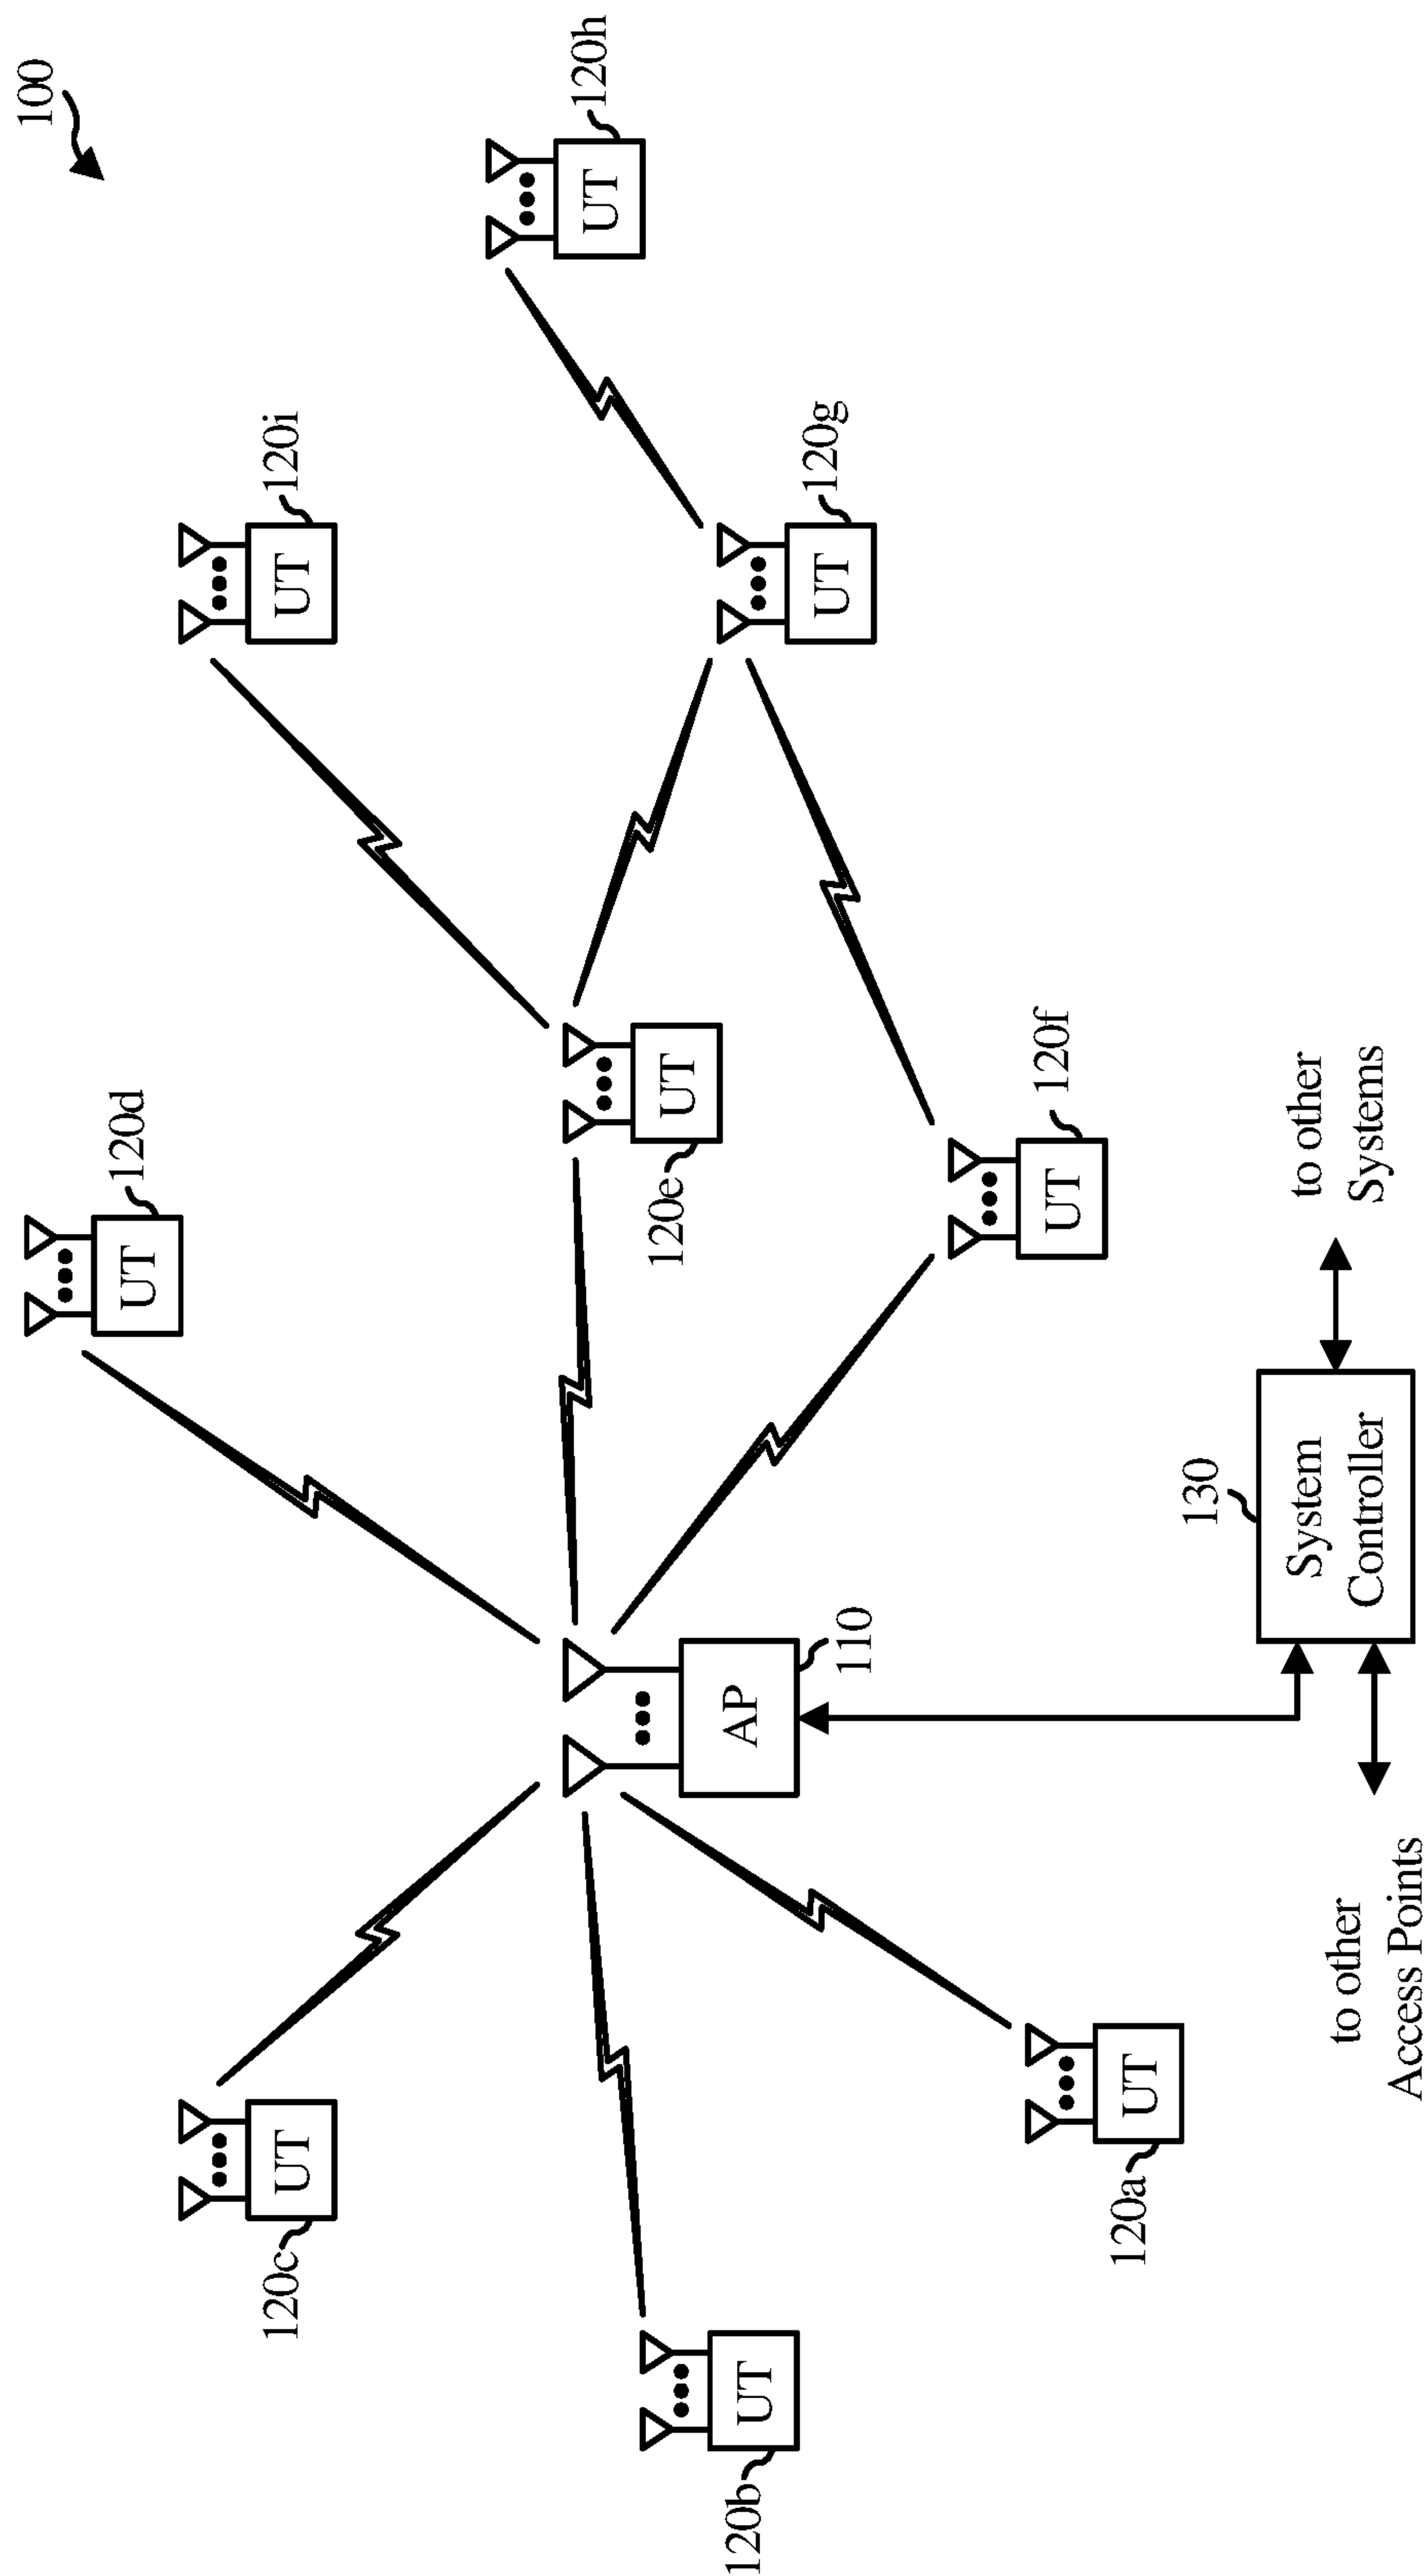 100
120d
UT
120i
UT
120h
UT
120c
UT
120e
UT
120b
UT
AP
110
120g
UT
120f
UT
120a
UT
130
System
Controller
to other
Systems
to other
Access Points